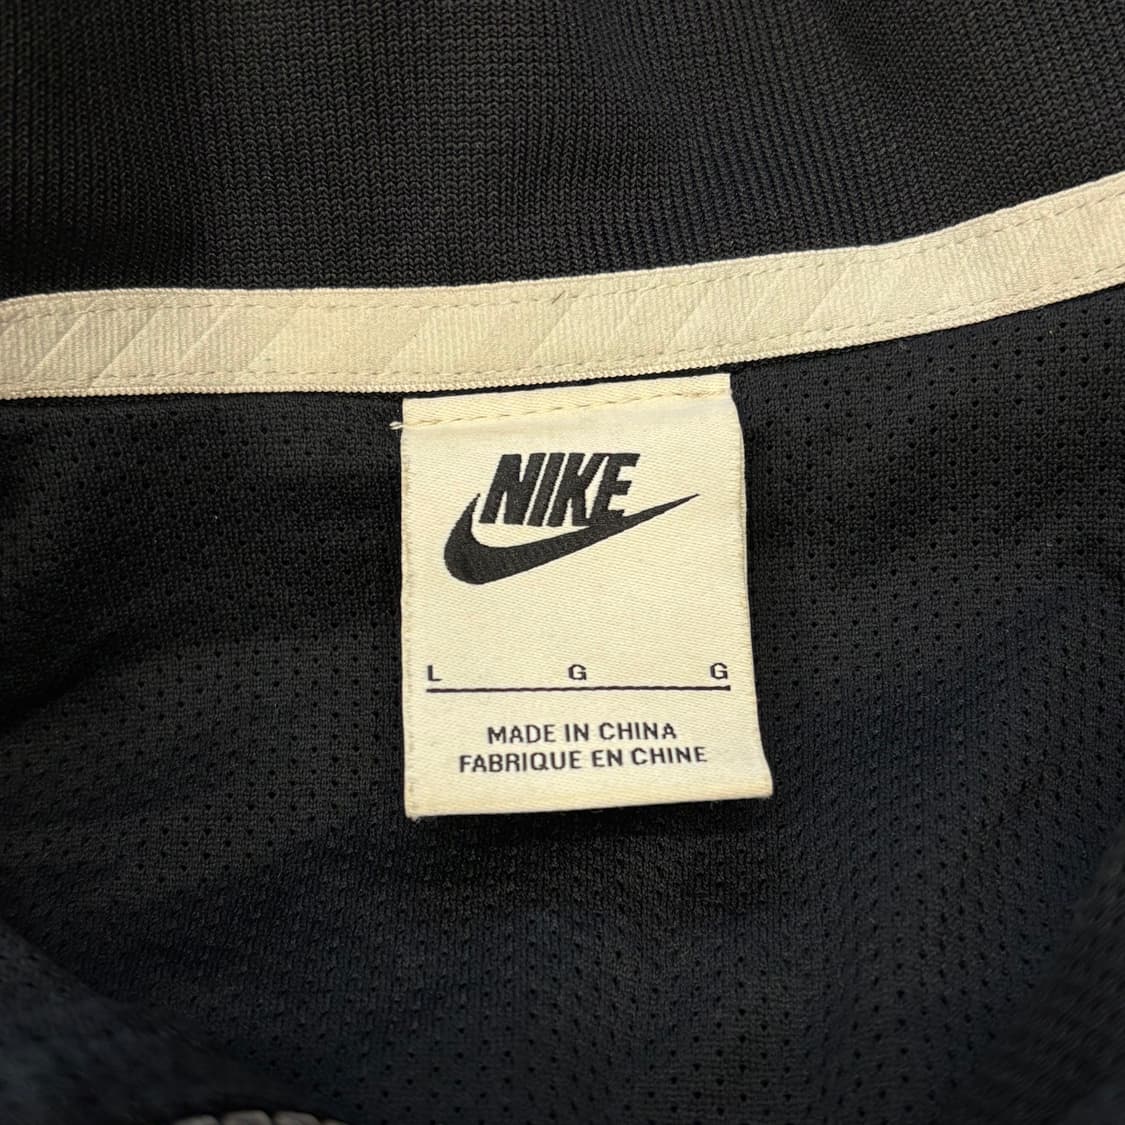 NIKE
L G G
MADE IN CHINA
FABRIQUE EN CHINE